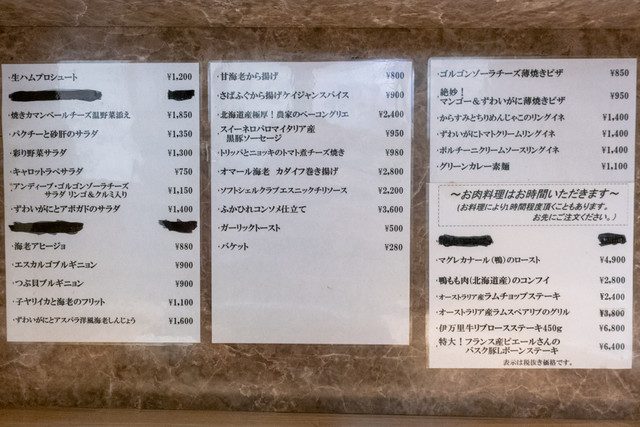 ・生ハムプロシュート ¥1,200
・焼きカマンベールチーズ温野菜添え ¥1,850
・パクチーと砂肝のサラダ ¥1,350
・彩り野菜サラダ ¥1,300
・キャロットラペサラダ ¥750
・アンディーブ・ゴルゴンゾーラチーズ
サラダ リンゴ＆クルミ入り ¥1,150
・ずわいがにとアボガドのサラダ ¥1,400
・海老アヒージョ ¥880
・エスカルゴブルギニョン ¥900
・つぶ貝ブルギニョン ¥900
・子ヤリイカと海老のフリット ¥1,100
・ずわいがにとアスパラ洋風海老しんじょう ¥1,600
・甘海老から揚げ ¥800
・さばふぐから揚げケイジャンスパイス ¥900
・北海道産極厚！農家のベーコングリエ ¥2,400
・スイーネロパロマイタリア産
黒豚ソーセージ ¥950
・トリッパとニョッキのトマト煮チーズ焼き ¥980
・オマール海老 カダイフ巻き揚げ ¥2,800
・ソフトシェルクラブエスニックチリソース ¥2,200
・ふかひれコンソメ仕立て ¥3,600
・ガーリックトースト ¥500
・バケット ¥280
・ゴルゴンゾーラチーズ薄焼きピザ ¥850
・絶妙！
マンゴー＆ずわいがに薄焼きピザ ¥950
・からすみとちりめんじゃこのリングイネ ¥1,400
・ずわいがにトマトクリームリングイネ ¥1,400
・ポルチーニクリームソースリングイネ ¥1,400
・グリーンカレー素麺 ¥1,100
～お肉料理はお時間いただきます～
(お料理により1時間程度頂くこともあります。
お先にご注文ください。)
・マグレカナール（鴨）のロースト ¥4,900
・鴨もも肉(北海道産)のコンフィ ¥2,800
・オーストラリア産ラムチョップステーキ ¥2,400
・オーストラリア産ラムスペアリブのグリル ¥3,800
・伊万里牛リブロースステーキ450g ¥6,800
・特大！フランス産ピエールさんの
バスク豚Lボーンステーキ ¥6,400
表示は税抜き価格です。